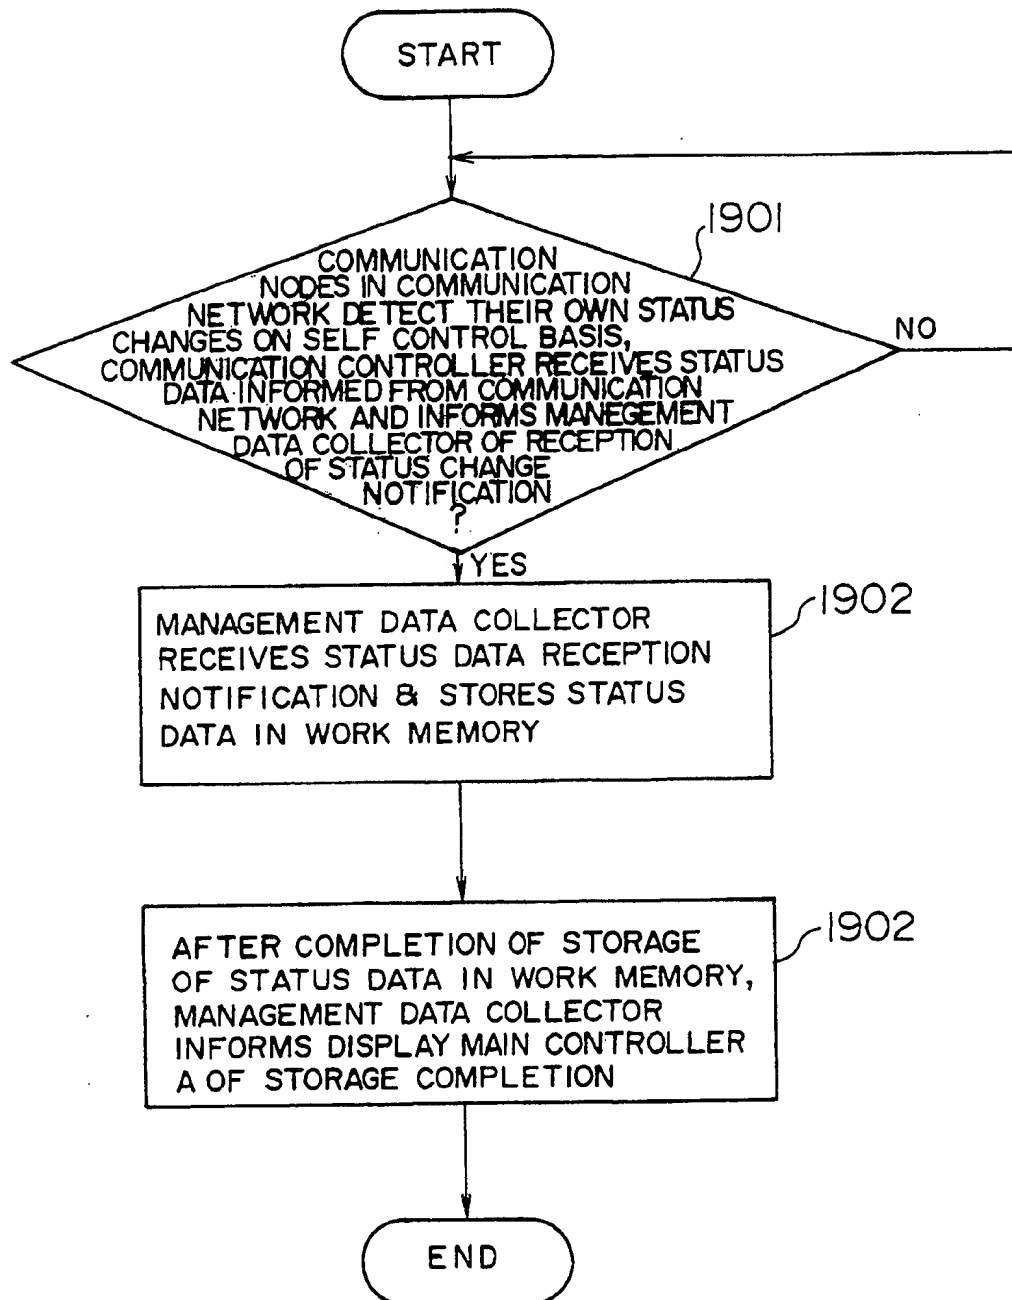 START
1901
COMMUNICATION
NODES IN COMMUNICATION
NETWORK DETECT THEIR OWN STATUS
CHANGES ON SELF CONTROL BASIS,
COMMUNICATION CONTROLLER RECEIVES STATUS
DATA INFORMED FROM COMMUNICATION
NETWORK AND INFORMS MANEGEMENT
DATA COLLECTOR OF RECEPTION
OF STATUS CHANGE
NOTIFICATION
?
NO
YES
1902
MANAGEMENT DATA COLLECTOR
RECEIVES STATUS DATA RECEPTION
NOTIFICATION & STORES STATUS
DATA IN WORK MEMORY
1902
AFTER COMPLETION OF STORAGE
OF STATUS DATA IN WORK MEMORY,
MANAGEMENT DATA COLLECTOR
INFORMS DISPLAY MAIN CONTROLLER
A OF STORAGE COMPLETION
END